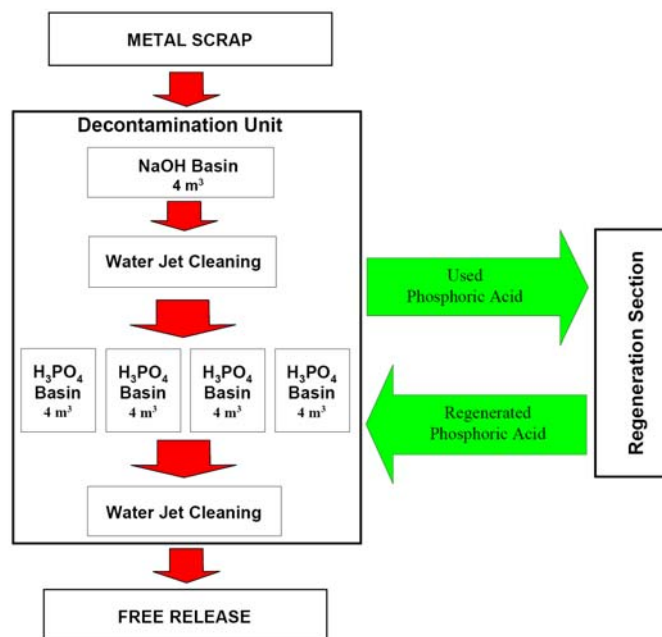 METAL SCRAP
Decontamination Unit
NaOH Basin
4 m³
Water Jet Cleaning
H₃PO₄
Basin
4 m³
H₃PO₄
Basin
4 m³
H₃PO₄
Basin
4 m³
H₃PO₄
Basin
4 m³
Water Jet Cleaning
FREE RELEASE
Used
Phosphoric Acid
Regenerated
Phosphoric Acid
Regeneration Section